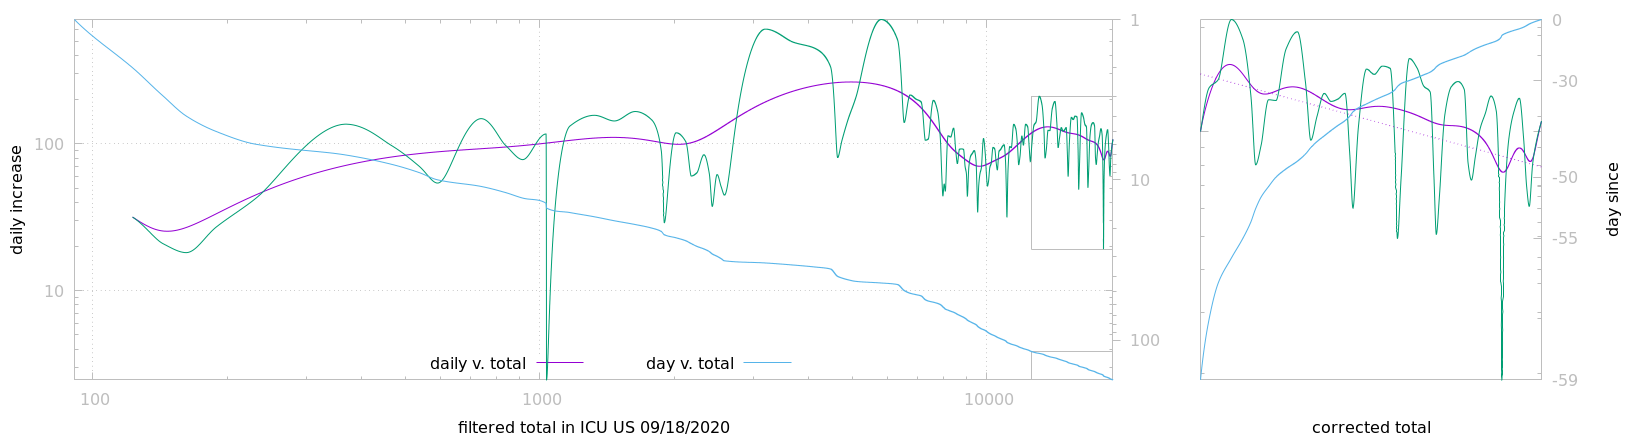 daily increase
100
10
daily v. total
day v. total
100
1000
10000
filtered total in ICU US 09/18/2020
1
10
100
0
-30
-50
-55
-59
day since
corrected total